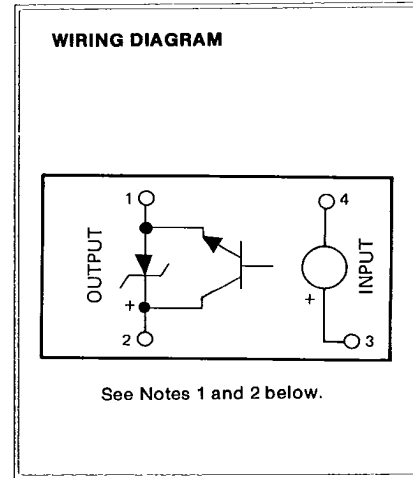 WIRING DIAGRAM
1
4
OUTPUT
INPUT
+
+
2
3
See Notes 1 and 2 below.